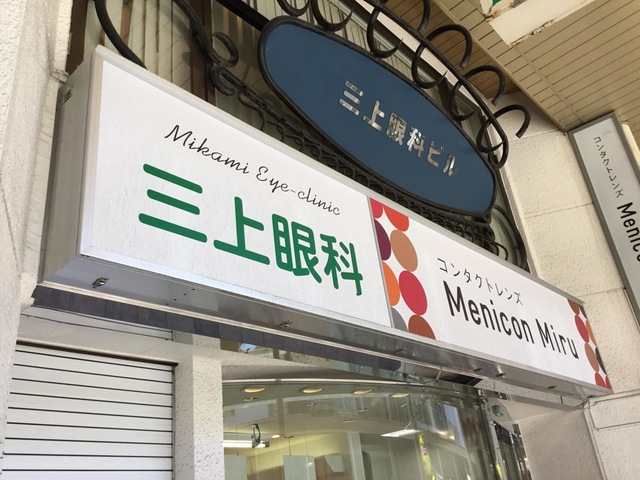 三上眼科ビル
Mikami Eye-clinic
三上眼科
コンタクトレンズ
Menicon Miru
コンタクトレンズ
Menico